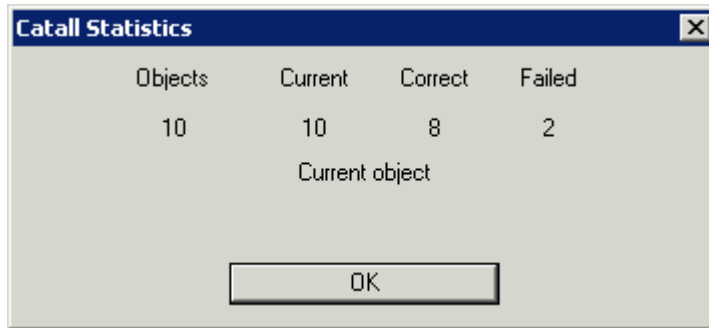 Catall Statistics
Objects Current Correct Failed
10 10 8 2
Current object
OK